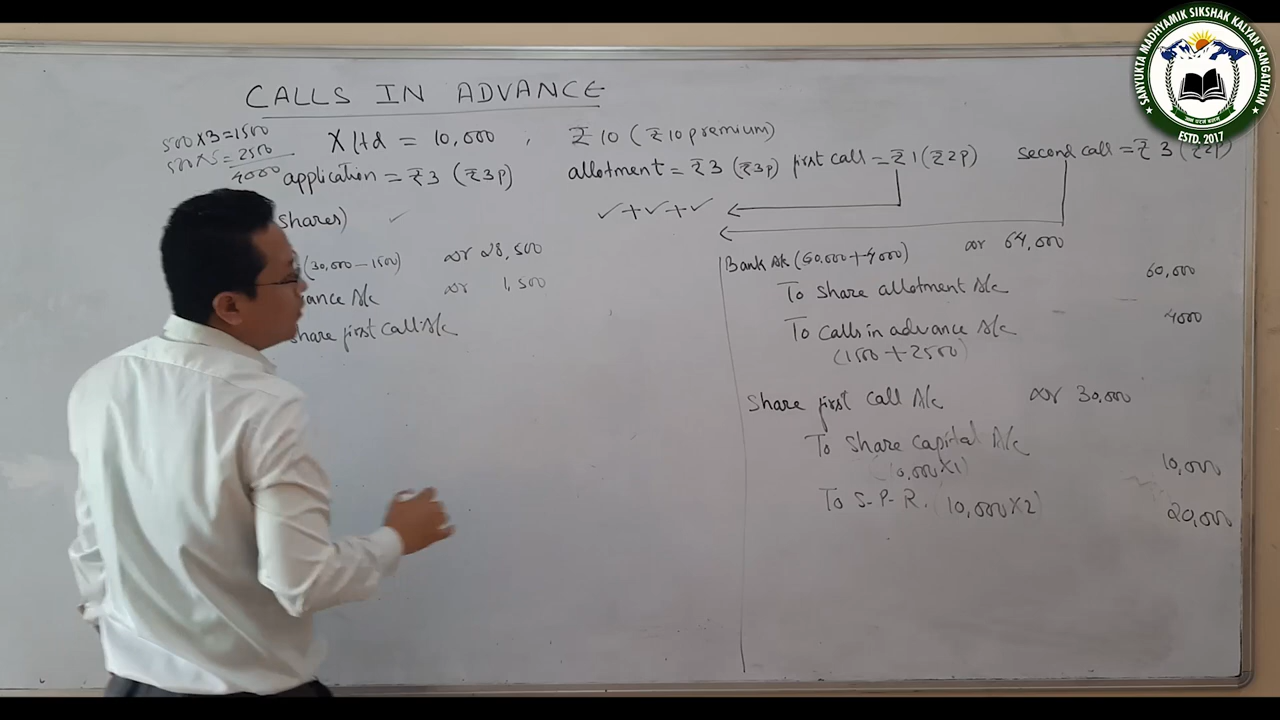 CALLS IN ADVANCE
500 x 3 = 1500
500 x 5 = 2500
4000
X ltd = 10,000 ; ₹10 (₹10 premium)
application = ₹3 (₹3p) allotment = ₹3 (₹3p) first call = ₹1 (₹2p) second call = ₹3 (₹2p)
✓+✓+✓
shares) ✓
(30,000 - 1500) dr 28,500
ance A/c dr 1,500
share first call A/c
Bank A/c (60,000 + 4000) dr 64,000
To share allotment A/c 60,000
To calls in advance A/c 4000
(1500 + 2500)
Share first call A/c dr 30,000
To share capital A/c
(10,000 x 1) 10,000
To S-P-R. (10,000 x 2) 20,000
SANYUKTA MADHYAMIK SIKSHAK KALYAN SANGATHAN
ESTD. 2017